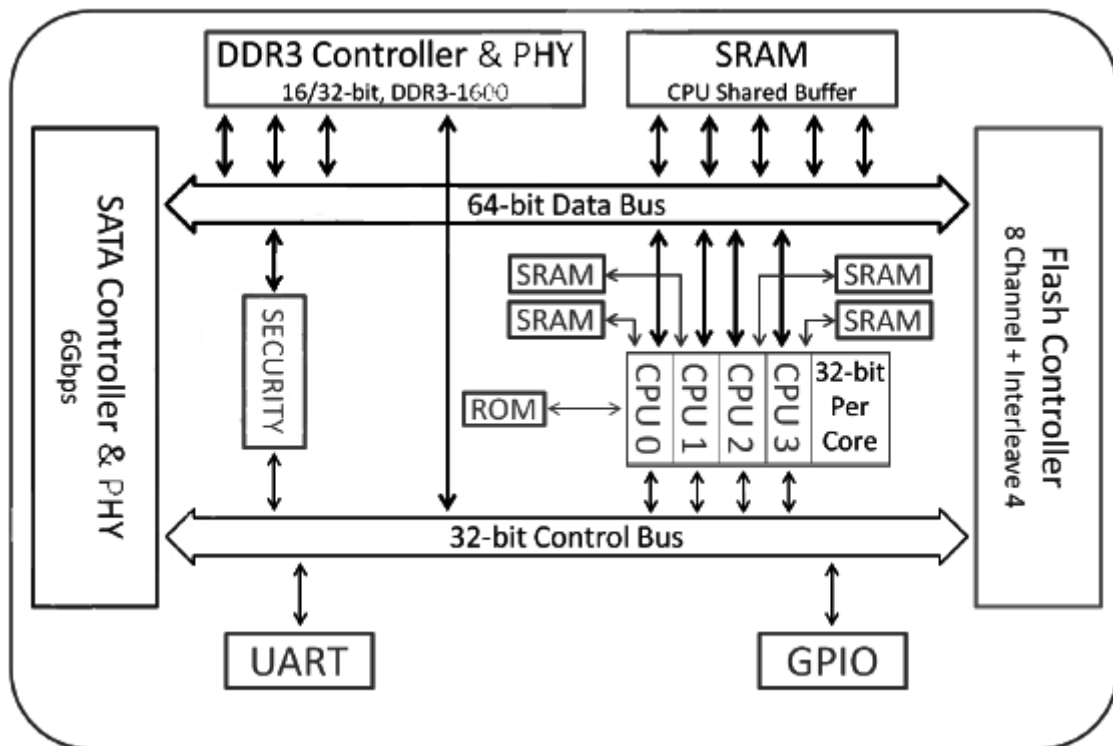 DDR3 Controller & PHY
16/32-bit, DDR3-1600
SRAM
CPU Shared Buffer
SATA Controller & PHY
6Gbps
64-bit Data Bus
Flash Controller
8 Channel + Interleave 4
SECURITY
SRAM
SRAM
SRAM
SRAM
ROM
CPU 0
CPU 1
CPU 2
CPU 3
32-bit
Per
Core
32-bit Control Bus
UART
GPIO